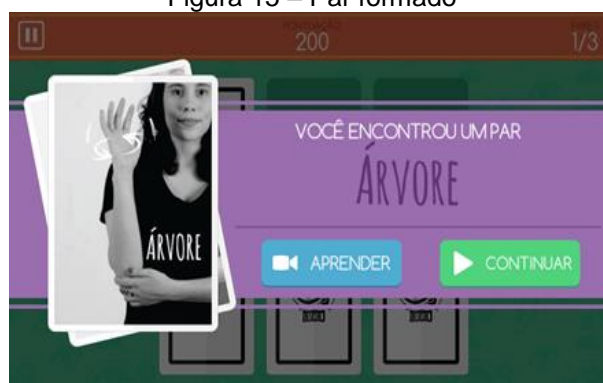 Figura 15 – Par formado
200
1/3
VOCÊ ENCONTROU UM PAR
ÁRVORE
ÁRVORE
APRENDER
CONTINUAR